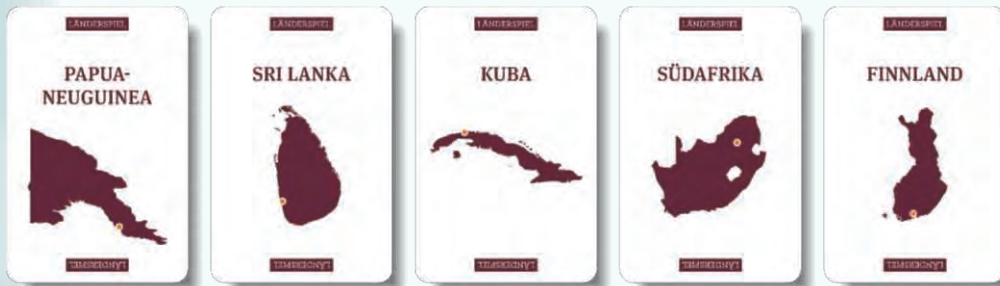 LÄNDERSPIEL
PAPUA-
NEUGUINEA
LÄNDERSPIEL
LÄNDERSPIEL
SRI LANKA
LÄNDERSPIEL
LÄNDERSPIEL
KUBA
LÄNDERSPIEL
LÄNDERSPIEL
SÜDAFRIKA
LÄNDERSPIEL
LÄNDERSPIEL
FINNLAND
LÄNDERSPIEL